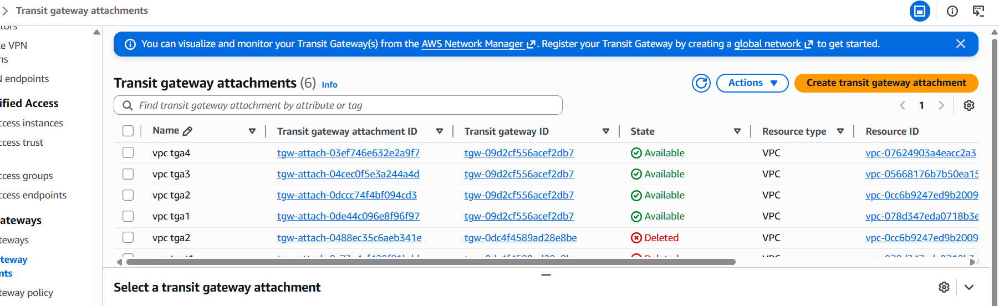 Transit gateway attachments
You can visualize and monitor your Transit Gateway(s) from the AWS Network Manager. Register your Transit Gateway by creating a global network to get started.
te VPN
ns
endpoints
ified Access
ccess instances
ccess trust
ccess groups
ccess endpoints
ateways
teways
teway
nts
teway policy
Transit gateway attachments (6) Info
Actions
Create transit gateway attachment
Find transit gateway attachment by attribute or tag
1
Name Transit gateway attachment ID Transit gateway ID State Resource type Resource ID
vpc tga4 tgw-attach-03ef746e632e2a9f7 tgw-09d2cf556acef2db7 Available VPC vpc-07624903a4eacc2a3
vpc tga3 tgw-attach-04cec0f5e3a244a4d tgw-09d2cf556acef2db7 Available VPC vpc-05668176b7b50ea15
vpc tga2 tgw-attach-0dccc74f4bf094cd3 tgw-09d2cf556acef2db7 Available VPC vpc-0cc6b9247ed9b2009
vpc tga1 tgw-attach-0de44c096e8f96f97 tgw-09d2cf556acef2db7 Available VPC vpc-078d347eda0718b3e
vpc tga2 tgw-attach-0488ec35c6aeb341e tgw-0dc4f4589ad28e8be Deleted VPC vpc-0cc6b9247ed9b2009
Select a transit gateway attachment